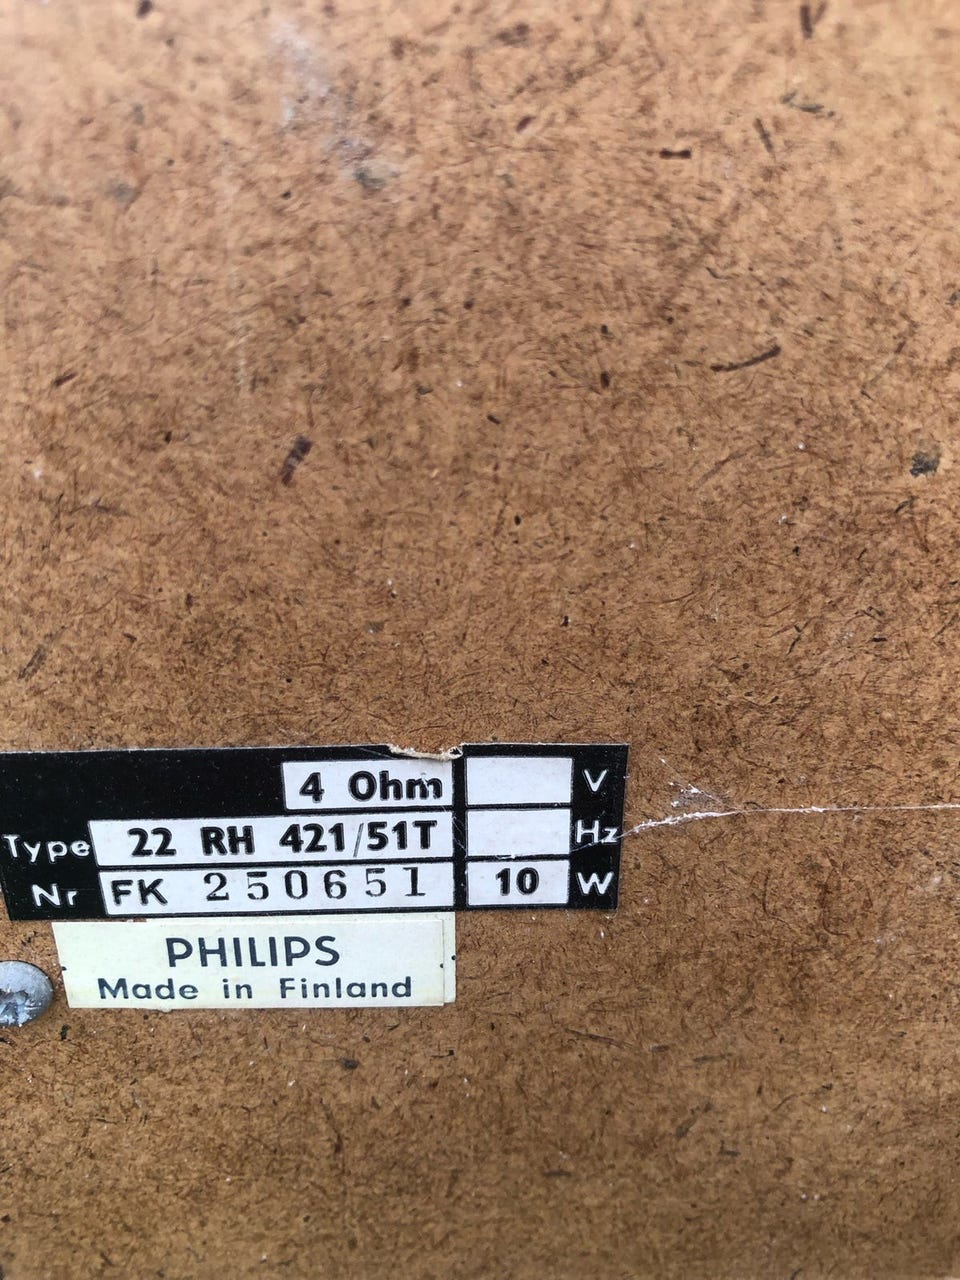 4 Ohm V
Type 22 RH 421/51T Hz
Nr FK 250651 10 W
PHILIPS
Made in Finland